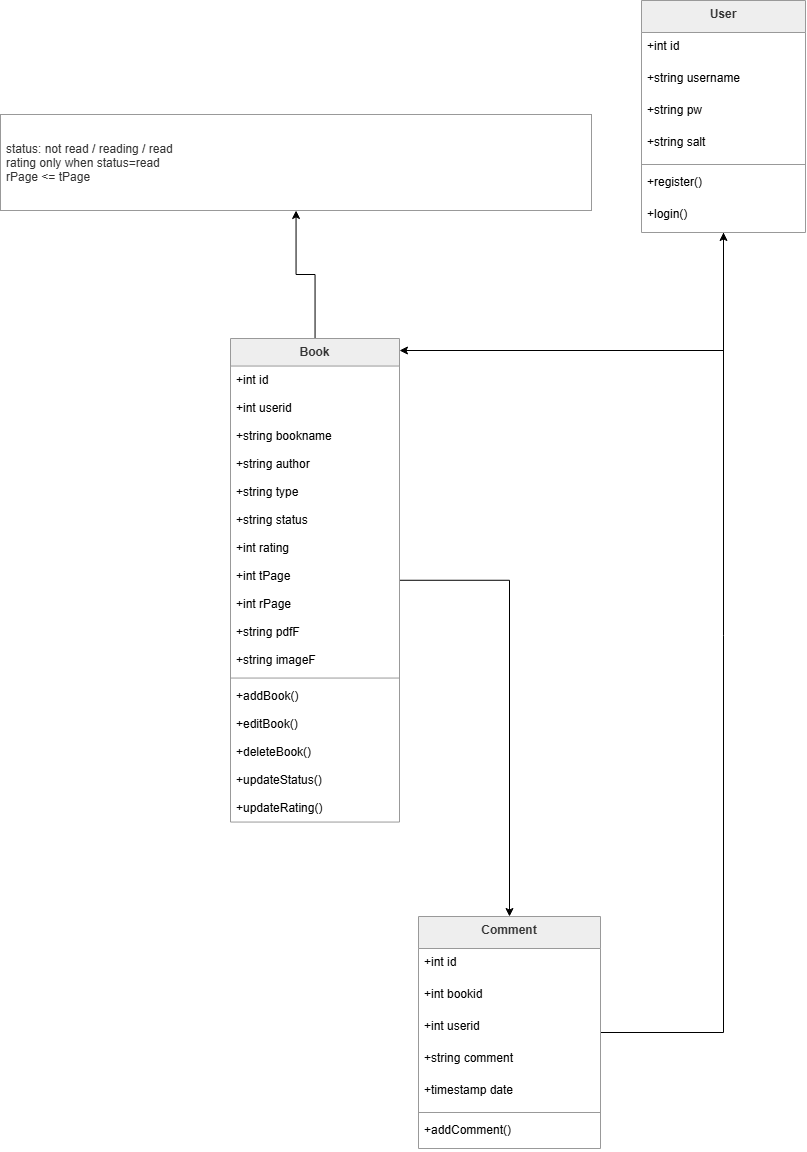 User
+int id
+string username
+string pw
+string salt
+register()
+login()
status: not read / reading / read
rating only when status=read
rPage <= tPage
Book
+int id
+int userid
+string bookname
+string author
+string type
+string status
+int rating
+int tPage
+int rPage
+string pdfF
+string imageF
+addBook()
+editBook()
+deleteBook()
+updateStatus()
+updateRating()
Comment
+int id
+int bookid
+int userid
+string comment
+timestamp date
+addComment()